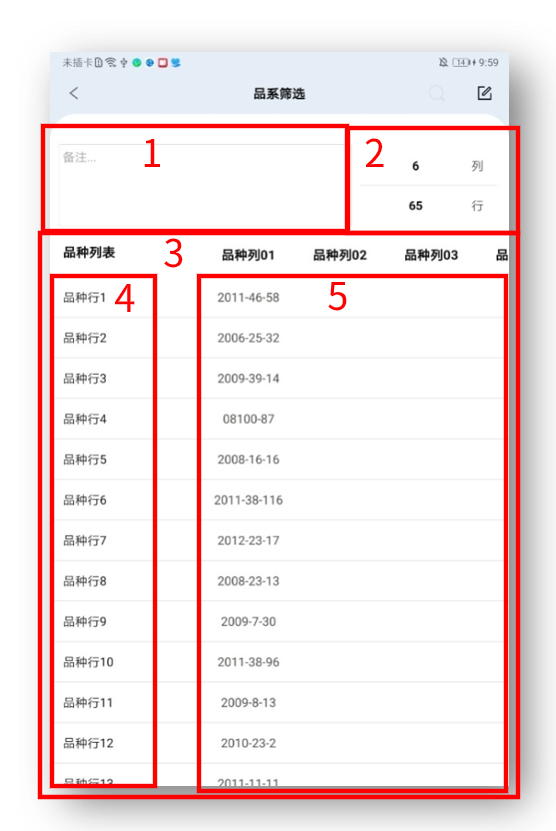 未插卡 14 9:59
品系筛选
备注...
1
2
6 列
65 行
品种列表 3 品种列01 品种列02 品种列03 品
品种行1 4 2011-46-58 5
品种行2 2006-25-32
品种行3 2009-39-14
品种行4 08100-87
品种行5 2008-16-16
品种行6 2011-38-116
品种行7 2012-23-17
品种行8 2008-23-13
品种行9 2009-7-30
品种行10 2011-38-96
品种行11 2009-8-13
品种行12 2010-23-2
品种行13 2011-11-11